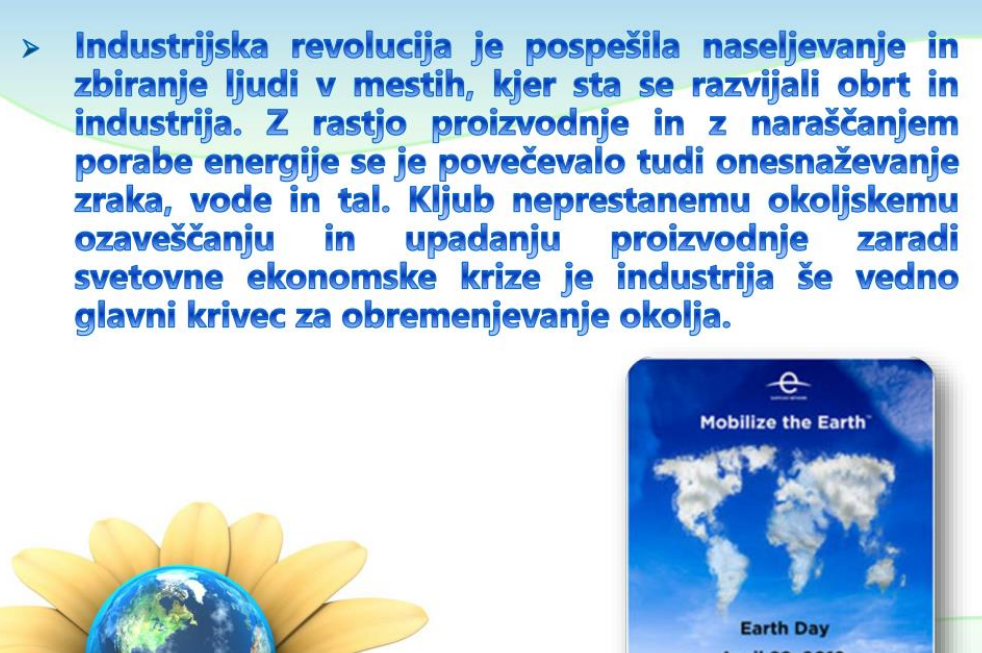 Industrijska revolucija je pospešila naseljevanje in
zbiranje ljudi v mestih, kjer sta se razvijali obrt in
industrija. Z rastjo proizvodnje in z naraščanjem
porabe energije se je povečevalo tudi onesnaževanje
zraka, vode in tal. Kljub neprestanemu okoljskemu
ozaveščanju in upadanju proizvodnje zaradi
svetovne ekonomske krize je industrija še vedno
glavni krivec za obremenjevanje okolja.
Mobilize the Earth™
Earth Day